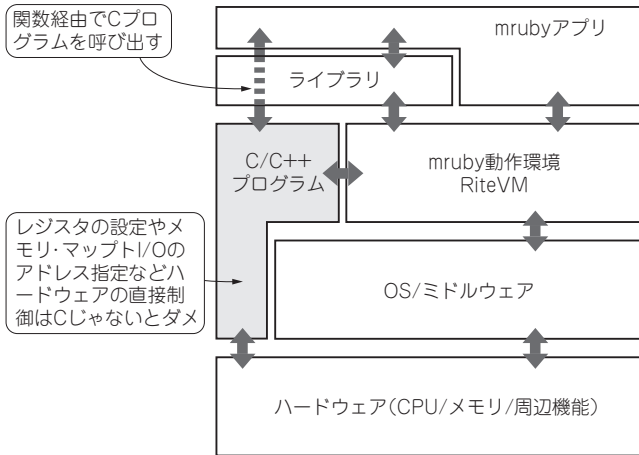 関数経由でCプロ
グラムを呼び出す
mrubyアプリ
ライブラリ
C/C++
プログラム
mruby動作環境
RiteVM
レジスタの設定やメ
モリ・マップトI/Oの
アドレス指定などハ
ードウェアの直接制
御はCじゃないとダメ
OS/ミドルウェア
ハードウェア(CPU/メモリ/周辺機能)